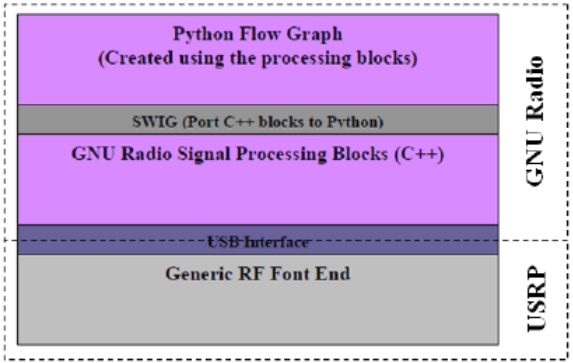 Python Flow Graph
(Created using the processing blocks)
SWIG (Port C++ blocks to Python)
GNU Radio Signal Processing Blocks (C++)
USB Interface
Generic RF Font End
GNU Radio
USRP